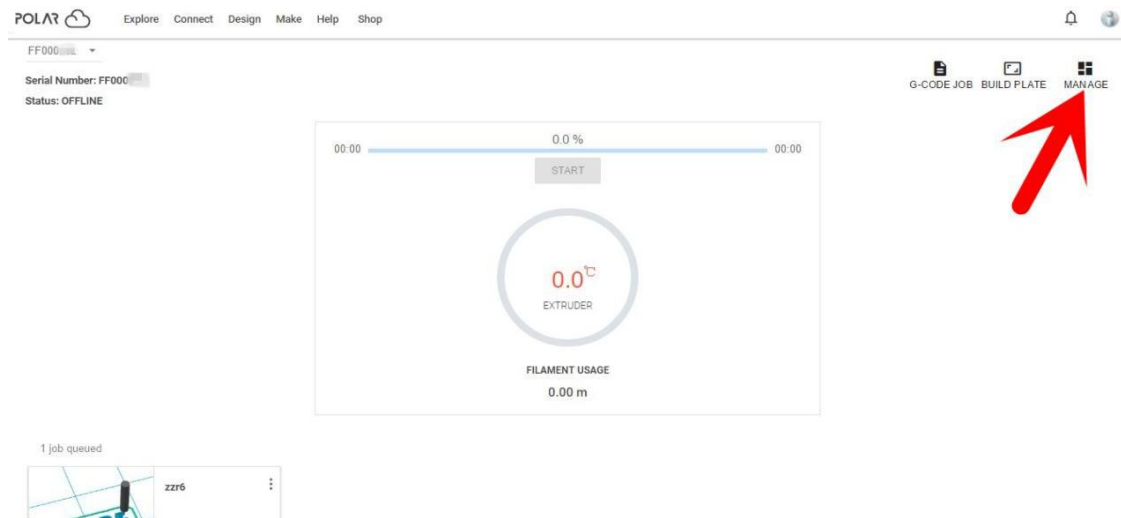 POLAR
Explore Connect Design Make Help Shop
FF000
Serial Number: FF000
Status: OFFLINE
G-CODE JOB BUILD PLATE MANAGE
0.0 %
00:00 00:00
START
0.0℃
EXTRUDER
FILAMENT USAGE
0.00 m
1 job queued
zzr6